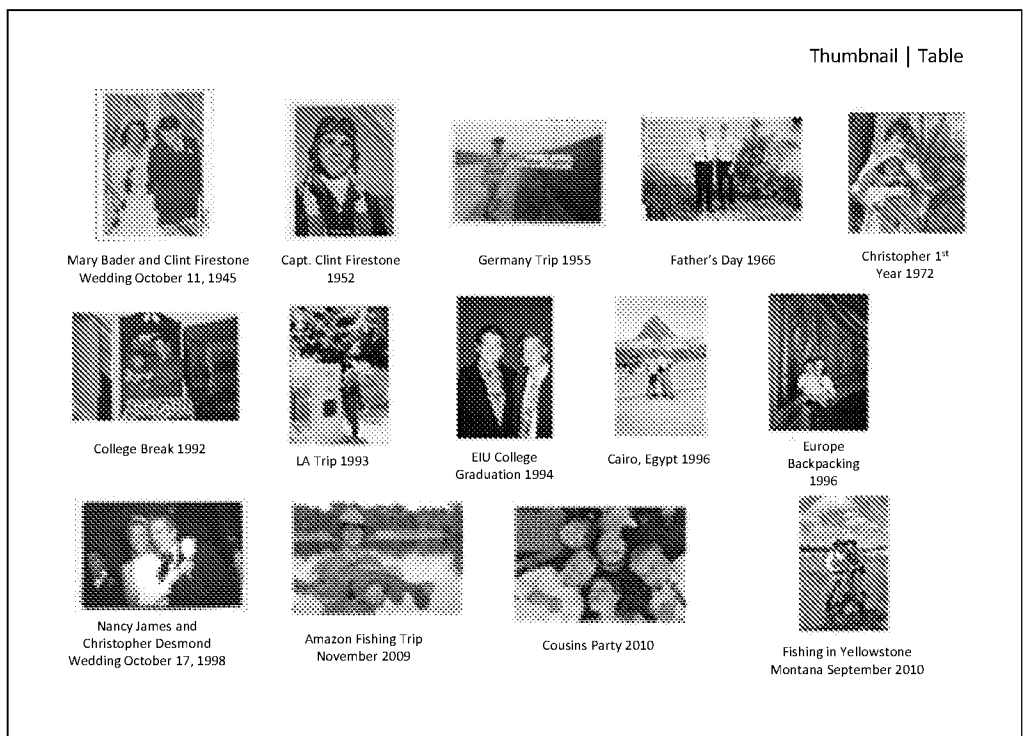 Thumbnail | Table
Mary Bader and Clint Firestone
Wedding October 11, 1945
Capt. Clint Firestone
1952
Germany Trip 1955
Father's Day 1966
Christopher 1st
Year 1972
College Break 1992
LA Trip 1993
EIU College
Graduation 1994
Cairo, Egypt 1996
Europe
Backpacking
1996
Nancy James and
Christopher Desmond
Wedding October 17, 1998
Amazon Fishing Trip
November 2009
Cousins Party 2010
Fishing in Yellowstone
Montana September 2010